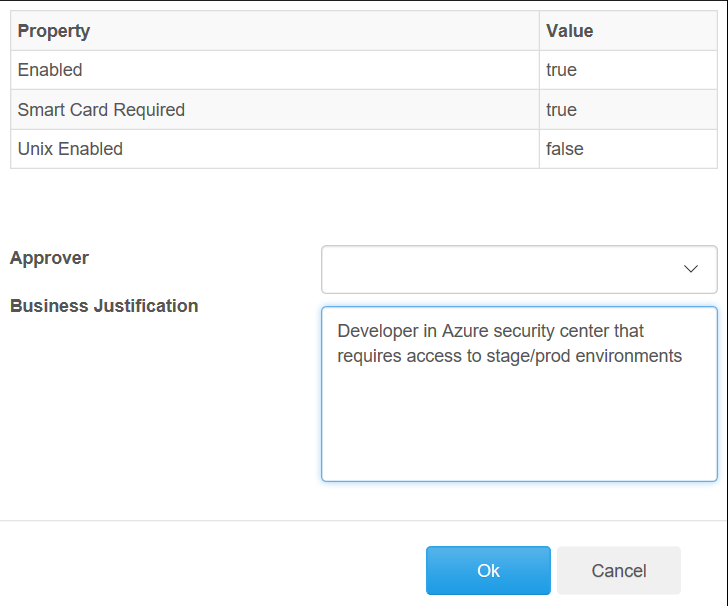 Property Value
Enabled true
Smart Card Required true
Unix Enabled false
Approver
Business Justification
Developer in Azure security center that
requires access to stage/prod environments
Ok Cancel